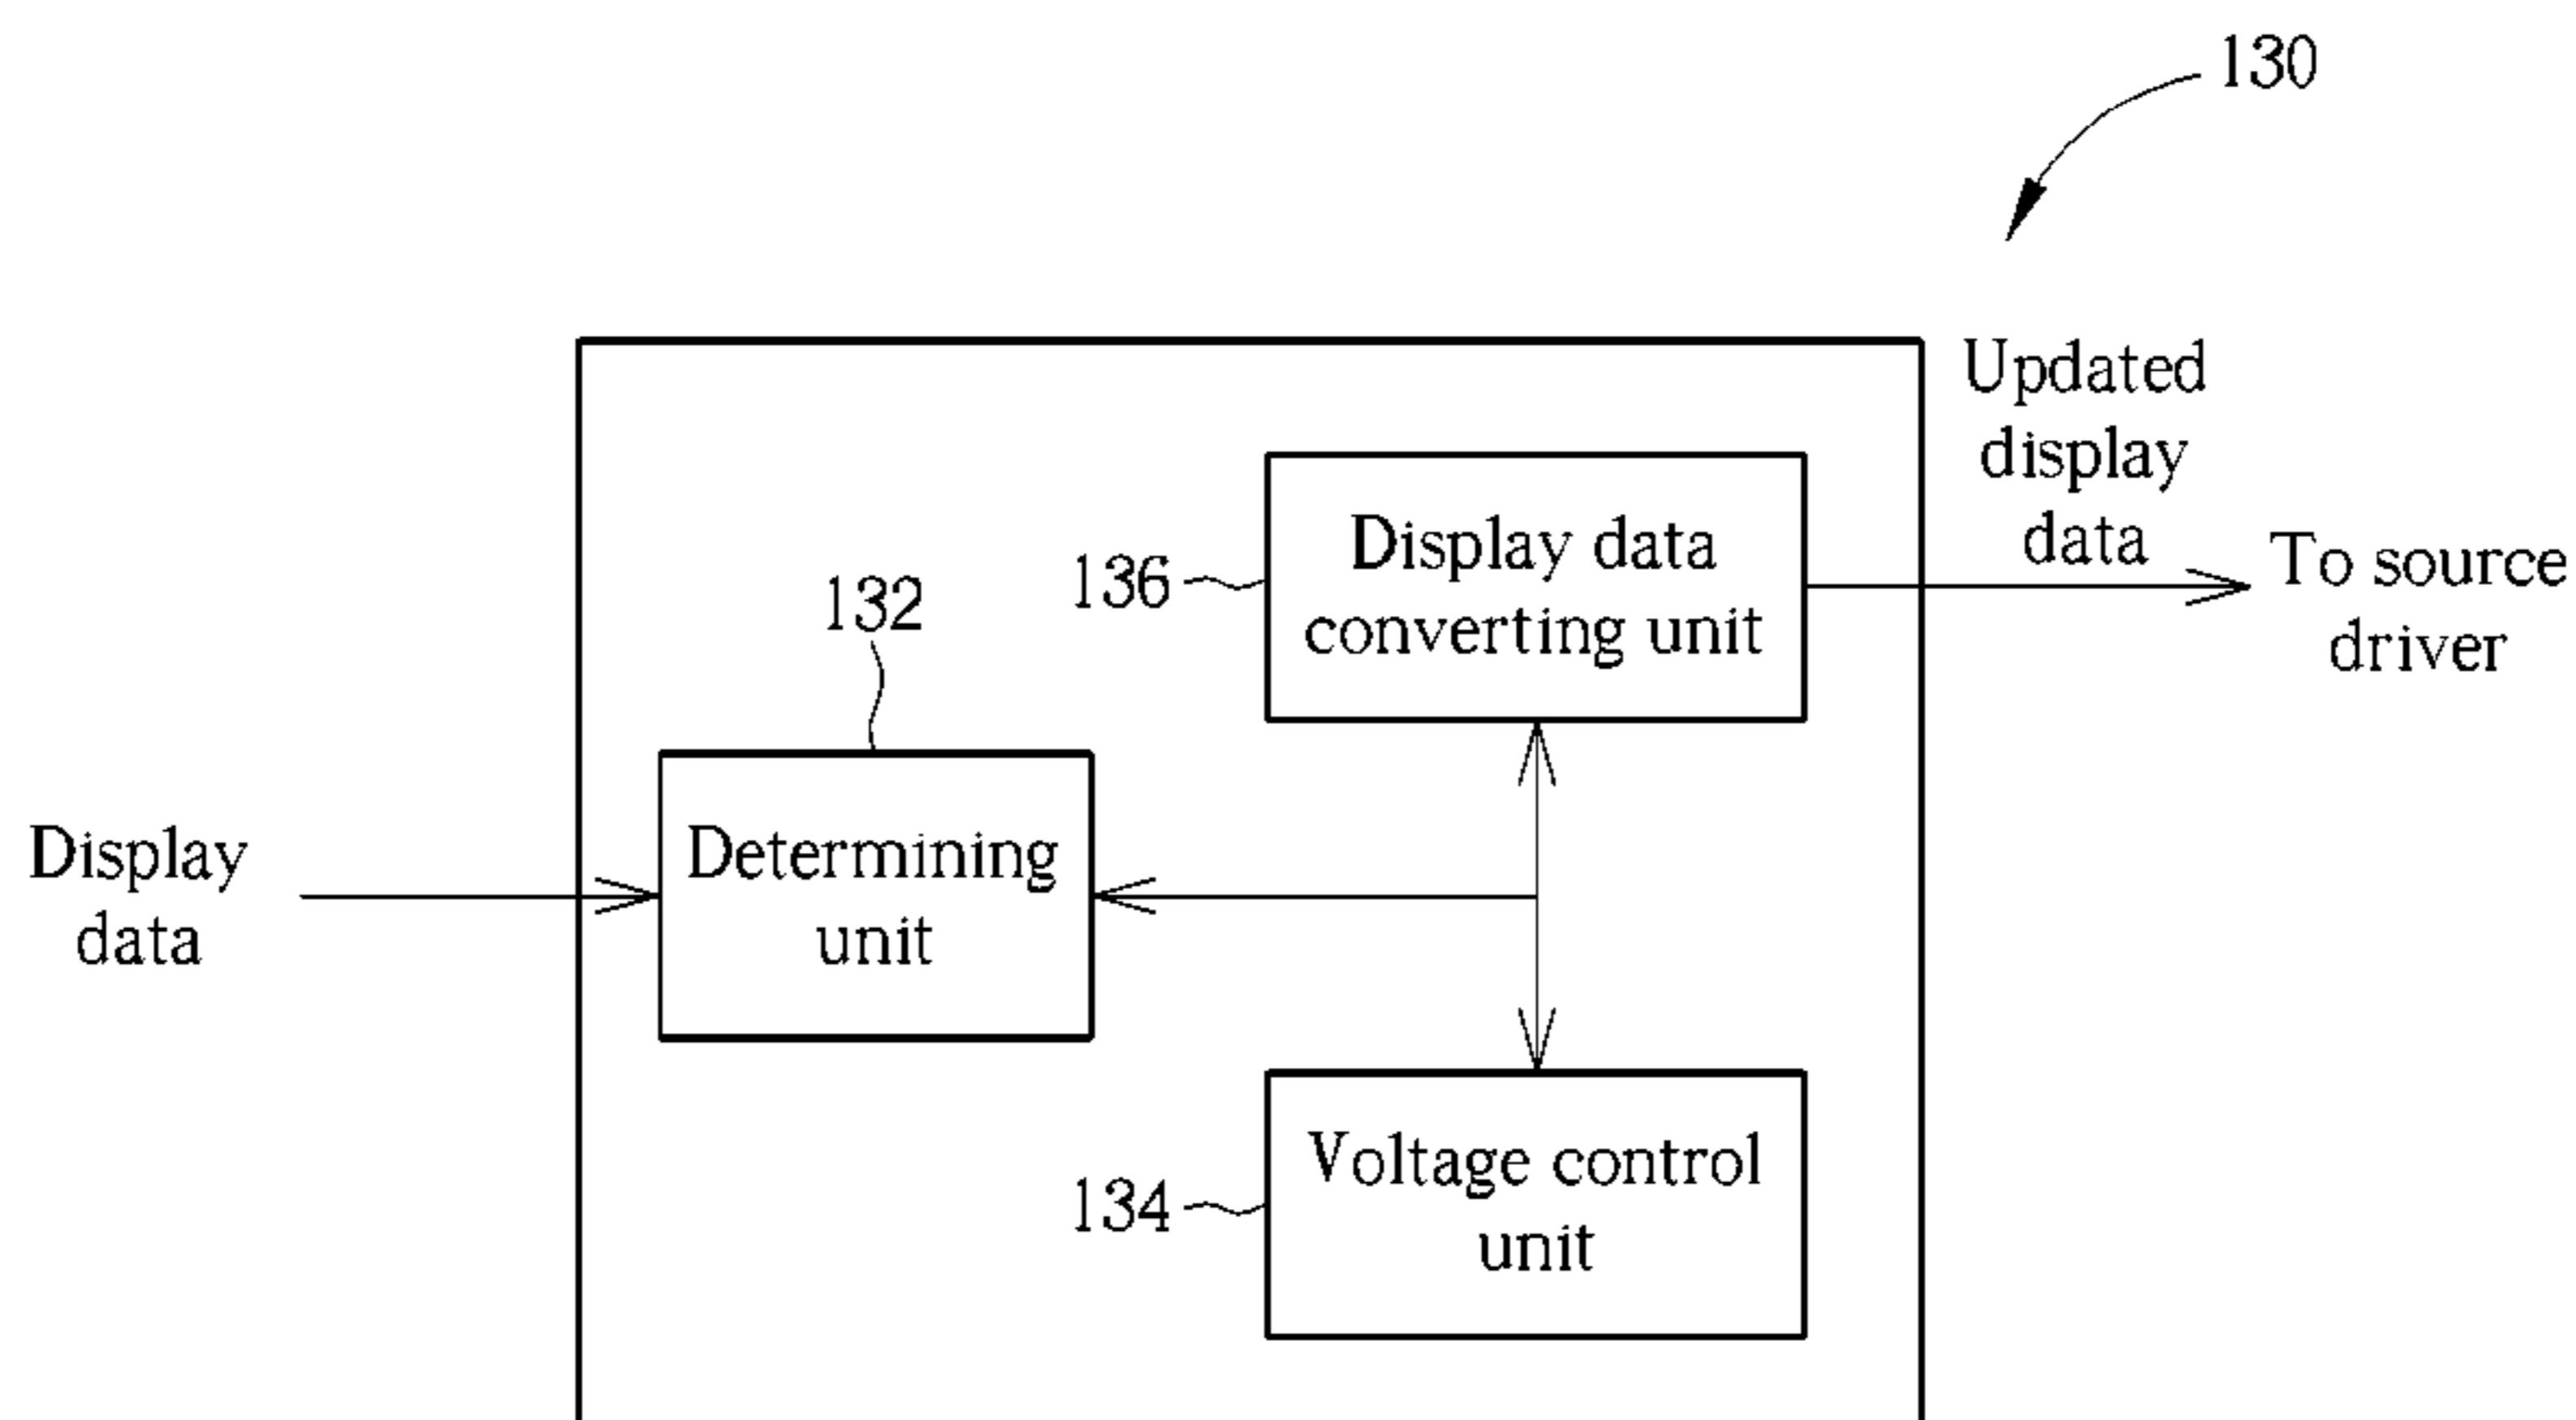 130
Updated
display
data
To source
driver
136
Display data
converting unit
132
Determining
unit
Display
data
134
Voltage control
unit